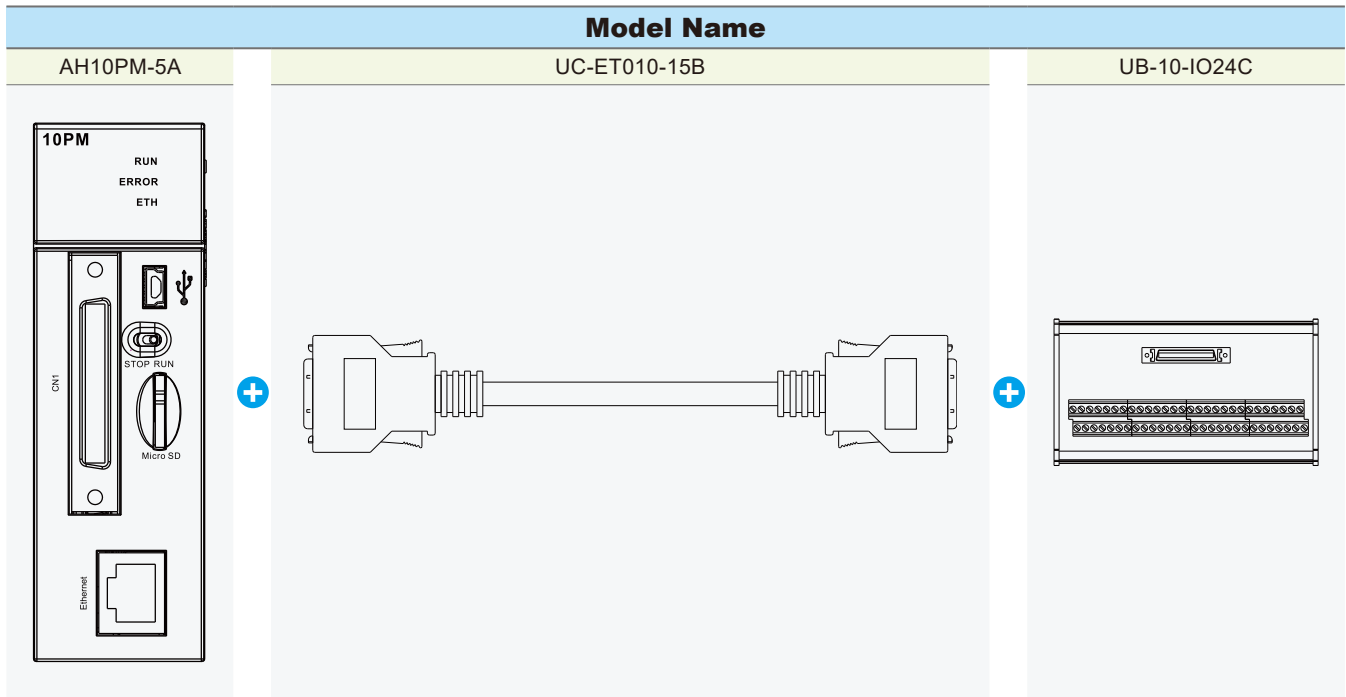 Model Name
AH10PM-5A
UC-ET010-15B
UB-10-IO24C
10PM
RUN
ERROR
ETH
STOP RUN
CN1
Micro SD
Ethernet